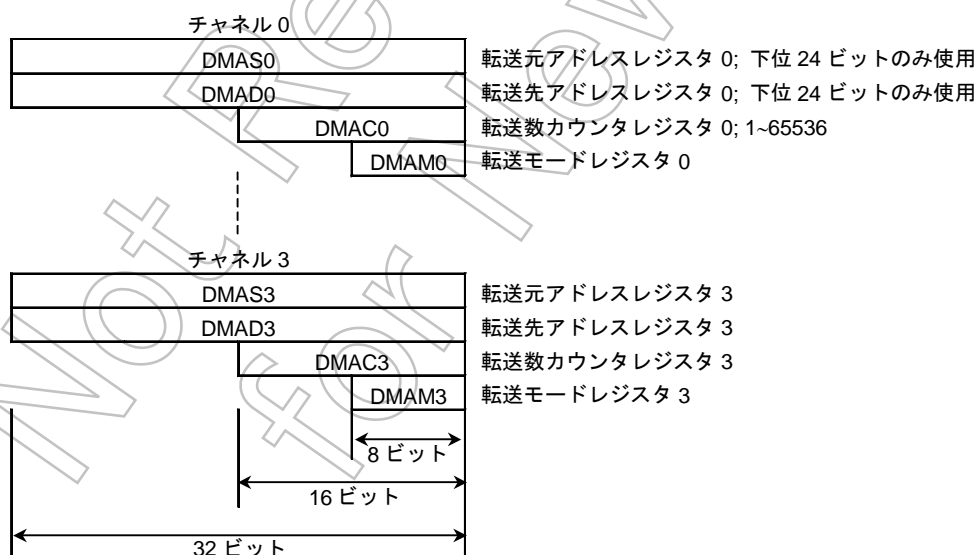 チャネル 0
DMAS0 転送元アドレスレジスタ 0; 下位 24 ビットのみ使用
DMAD0 転送先アドレスレジスタ 0; 下位 24 ビットのみ使用
DMAC0 転送数カウンタレジスタ 0; 1~65536
DMAM0 転送モードレジスタ 0
チャネル 3
DMAS3 転送元アドレスレジスタ 3
DMAD3 転送先アドレスレジスタ 3
DMAC3 転送数カウンタレジスタ 3
DMAM3 転送モードレジスタ 3
8 ビット
16 ビット
32 ビット
Not Re
for New